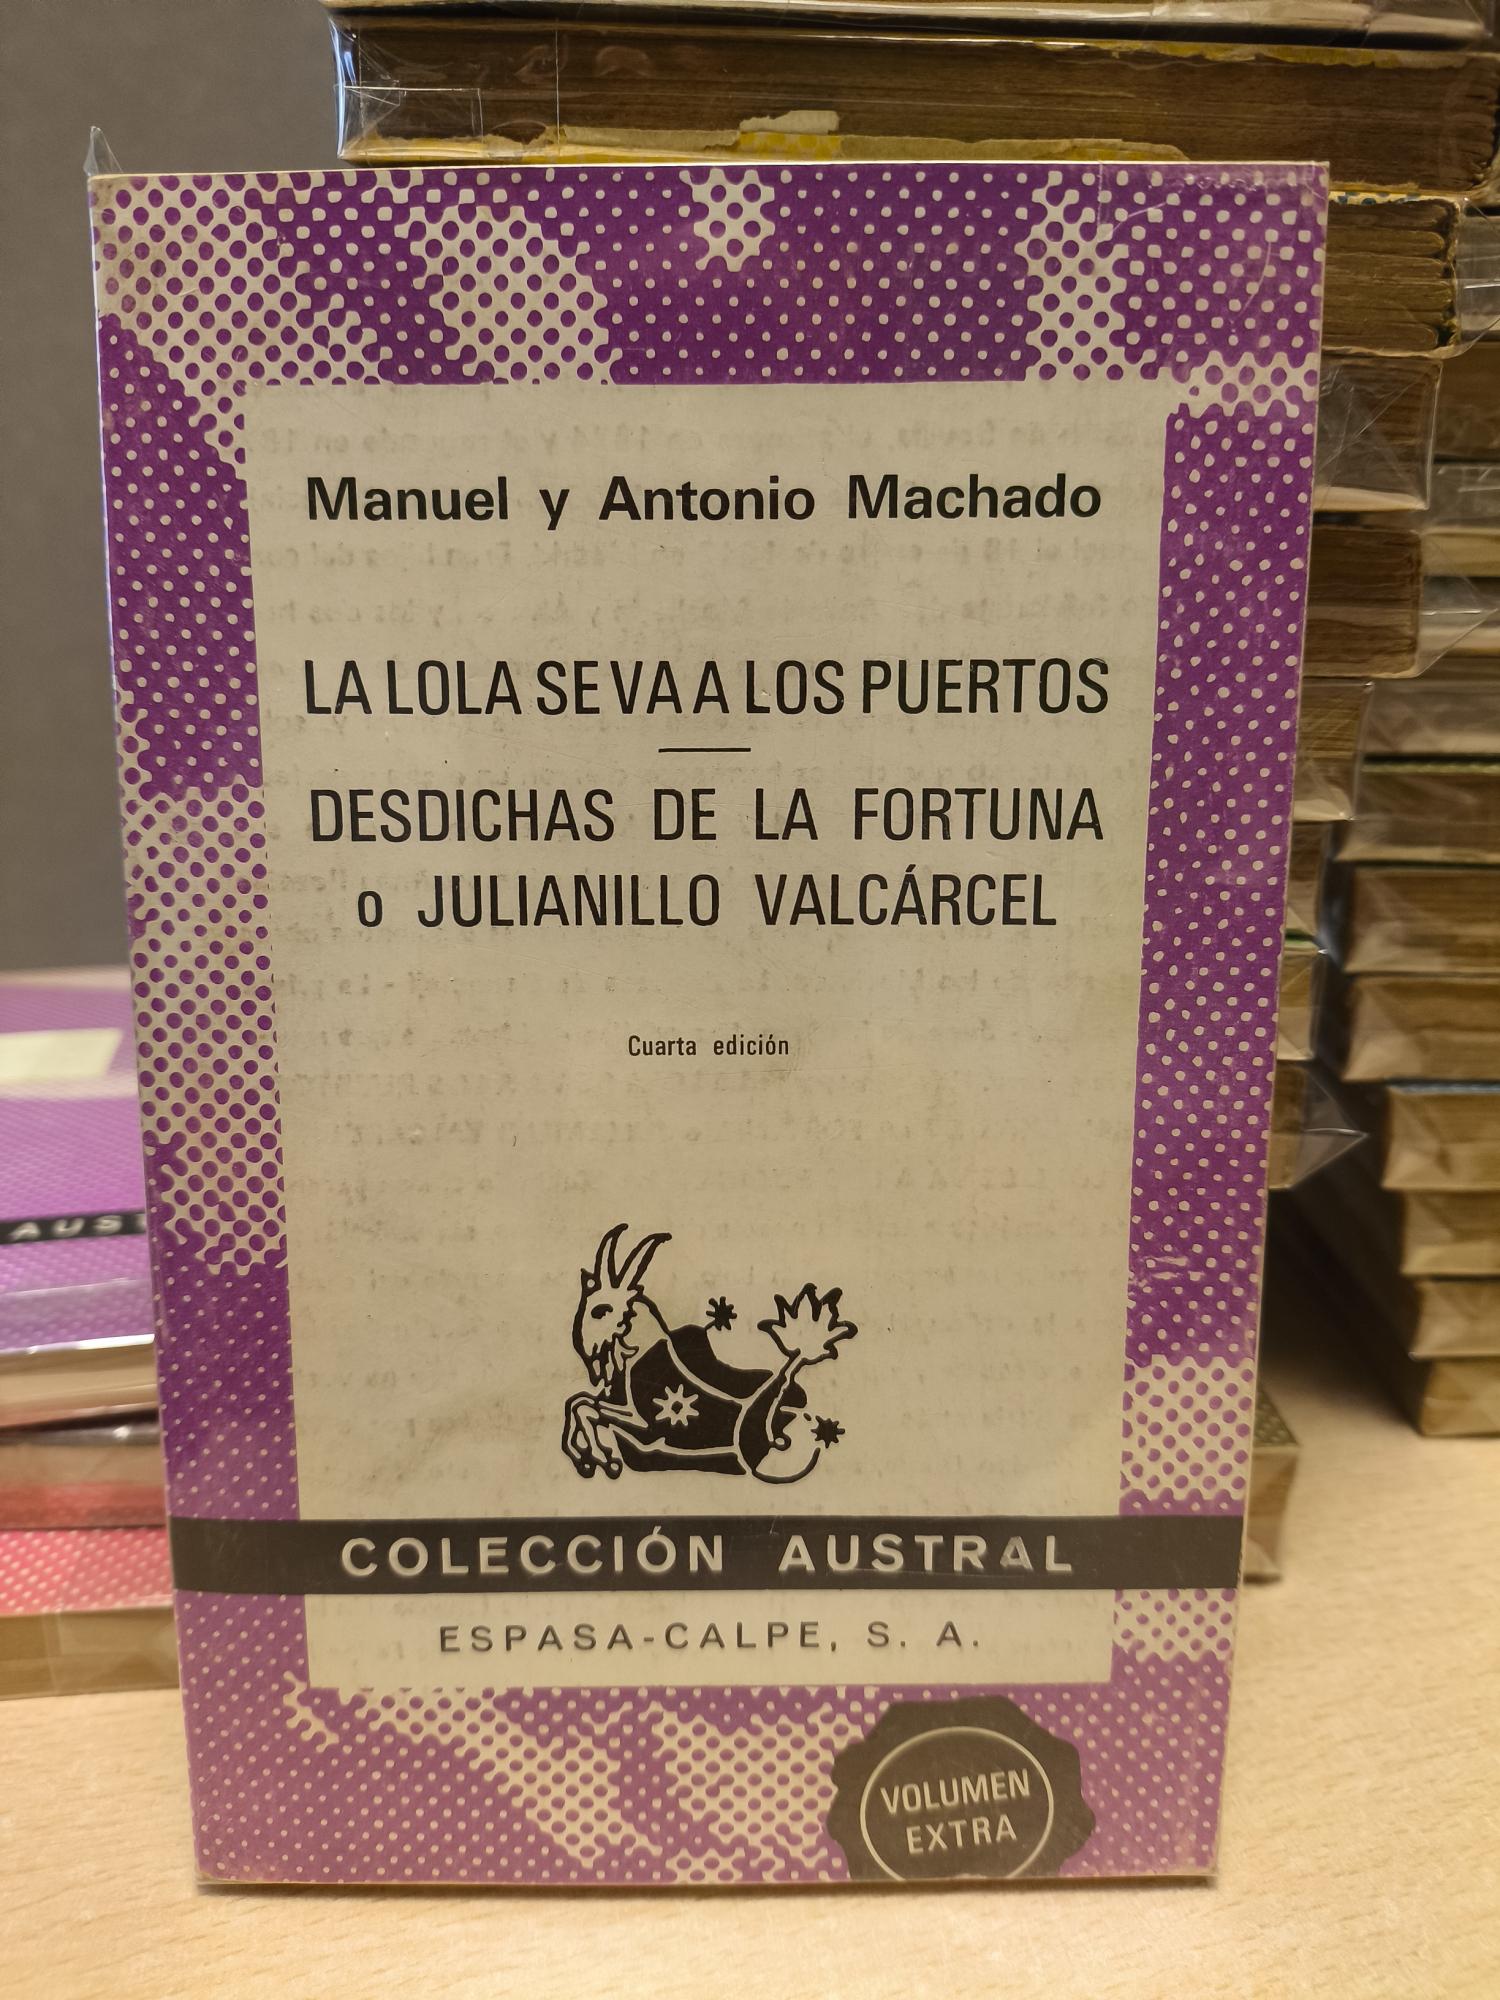 Manuel y Antonio Machado
LA LOLA SE VA A LOS PUERTOS
DESDICHAS DE LA FORTUNA
o JULIANILLO VALCÁRCEL
Cuarta edición
COLECCIÓN AUSTRAL
ESPASA-CALPE, S. A.
VOLUMEN
EXTRA
AUST